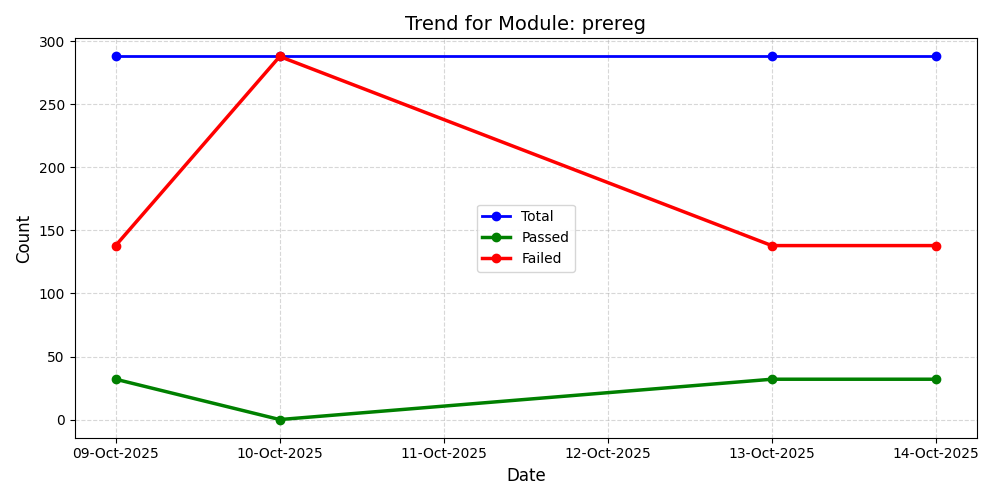 Trend for Module: prereg
300
250
200
150
100
50
0
Count
Total
Passed
Failed
09-Oct-2025
10-Oct-2025
11-Oct-2025
12-Oct-2025
13-Oct-2025
14-Oct-2025
Date